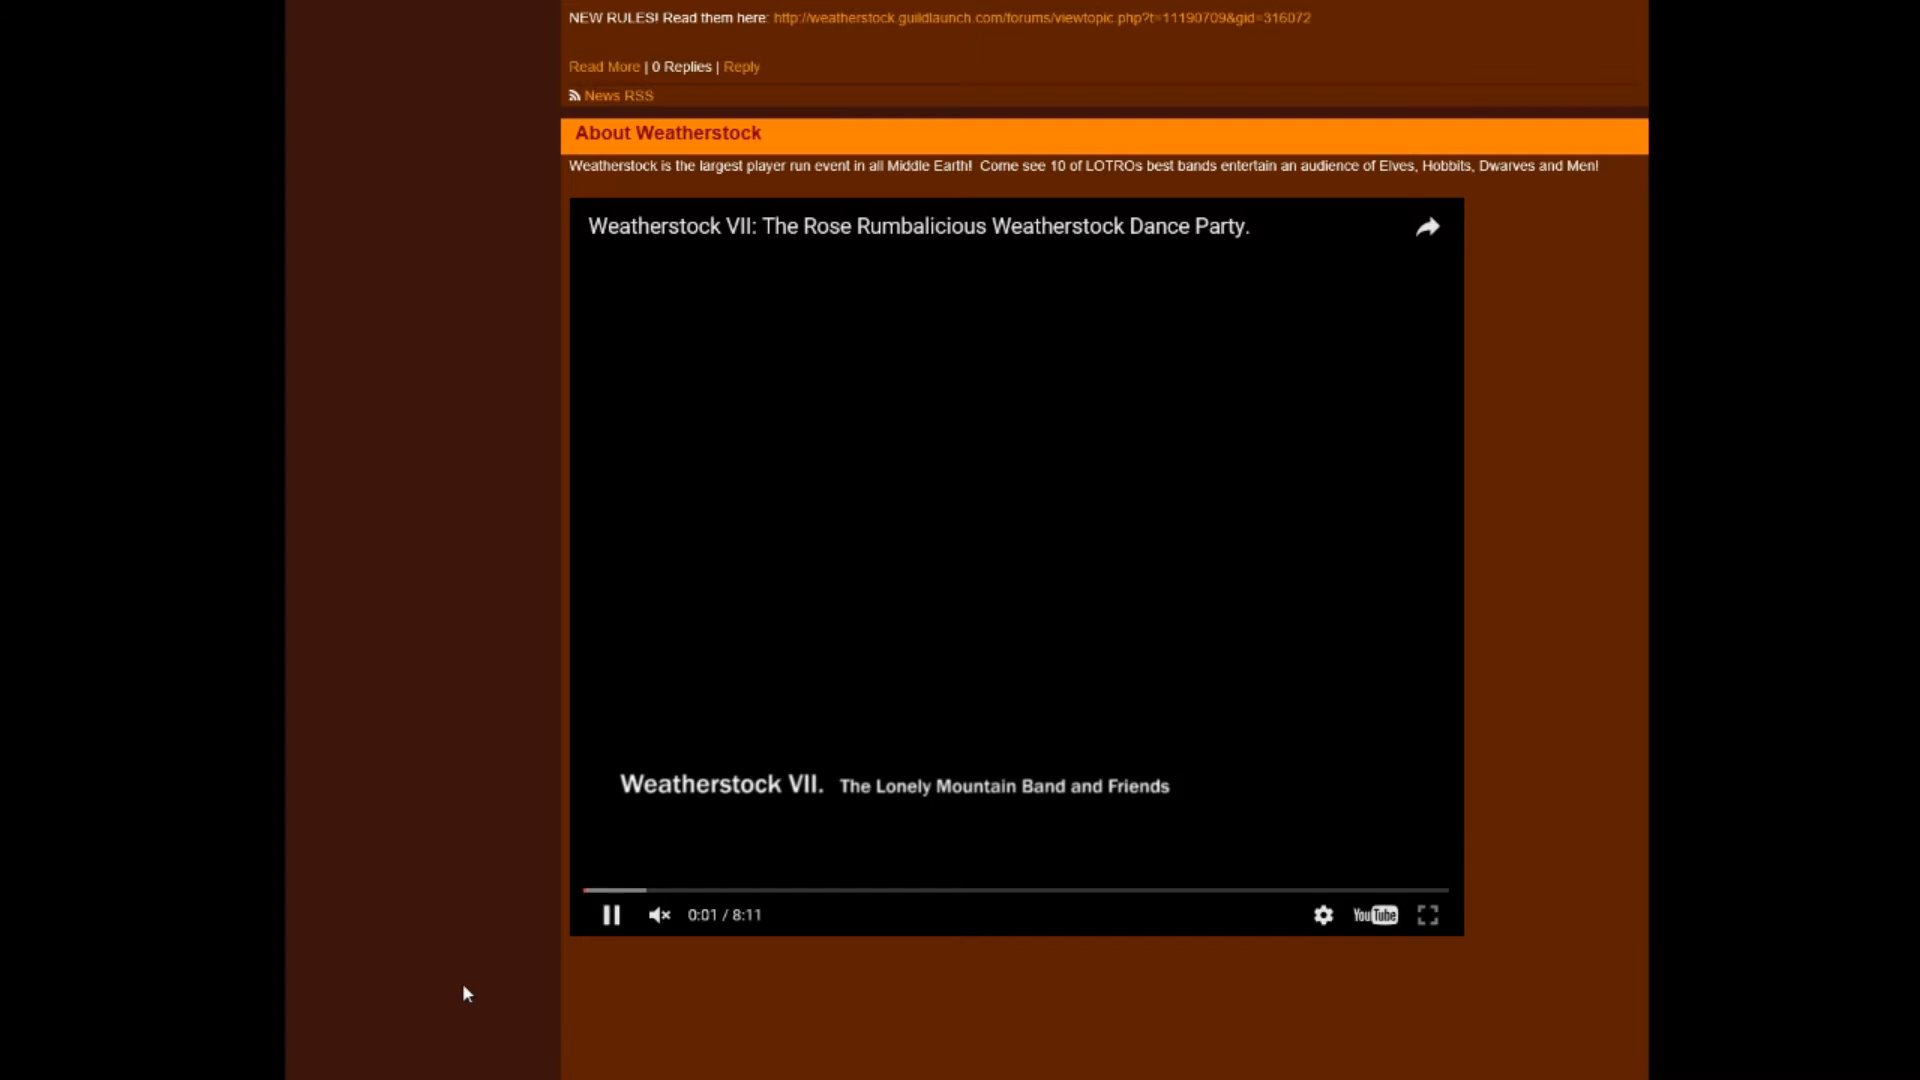 NEW RULES! Read them here: http://weatherstock.guildlaunch.com/forums/viewtopic.php?t=11190709&gid=316072
Read More | 0 Replies | Reply
News RSS
About Weatherstock
Weatherstock is the largest player run event in all Middle Earth! Come see 10 of LOTROs best bands entertain an audience of Elves, Hobbits, Dwarves and Men!
Weatherstock VII: The Rose Rumbalicious Weatherstock Dance Party.
Weatherstock VII. The Lonely Mountain Band and Friends
0:01 / 8:11
YouTube